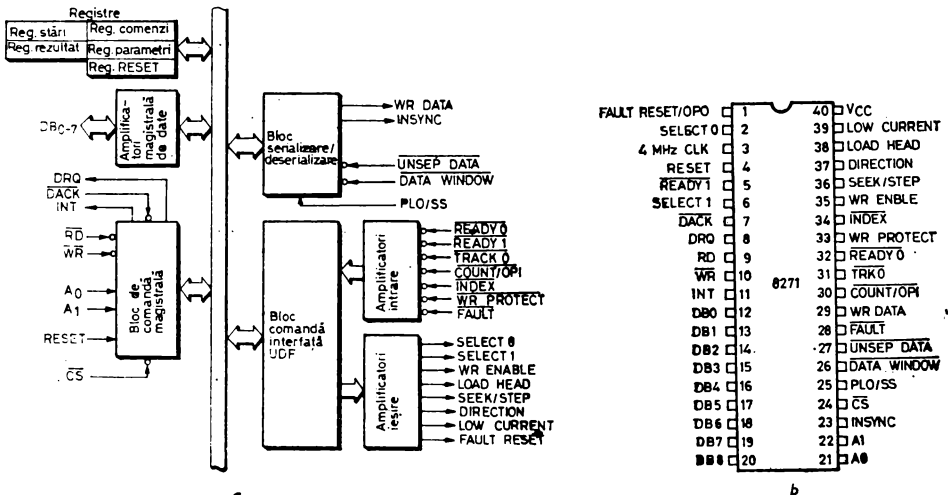 Registre
Reg. stări
Reg. comenzi
Reg. rezultat
Reg. parametri
Reg. RESET
DB0-7
Amplifica-
tori
magistrală
de date
DRQ
DACK
INT
RD
WR
A0
A1
RESET
CS
Bloc de
comandă
magistrală
Bloc
serializare/
deserializare
WR DATA
INSYNC
UNSEP DATA
DATA WINDOW
PLO/SS
Bloc
comandă
interfață
UDF
Amplificatori
intrare
READY 0
READY 1
TRACK 0
COUNT/OPI
INDEX
WR PROTECT
FAULT
Amplificatori
ieșire
SELECT 0
SELECT 1
WR ENABLE
LOAD HEAD
SEEK/STEP
DIRECTION
LOW CURRENT
FAULT RESET
FAULT RESET/OPO 1
SELECT 0 2
4 MHz CLK 3
RESET 4
READY 1 5
SELECT 1 6
DACK 7
DRQ 8
RD 9
WR 10
INT 11
DB0 12
DB1 13
DB2 14
DB3 15
DB4 16
DB5 17
DB6 18
DB7 19
DB8 20
8271
40 VCC
39 LOW CURRENT
38 LOAD HEAD
37 DIRECTION
36 SEEK/STEP
35 WR ENBLE
34 INDEX
33 WR PROTECT
32 READY 0
31 TRK0
30 COUNT/OPI
29 WR DATA
28 FAULT
27 UNSEP DATA
26 DATA WINDOW
25 PLO/SS
24 CS
23 INSYNC
22 A1
21 A0
b